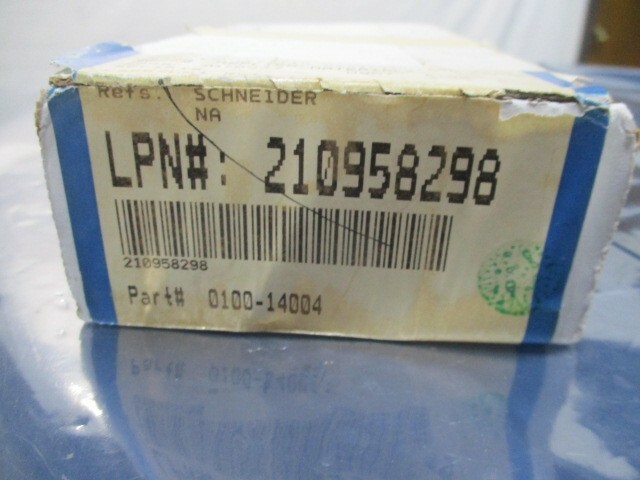 Refs. SCHNEIDER
NA
LPN#: 210958298
210958298
Part# 0100-14004